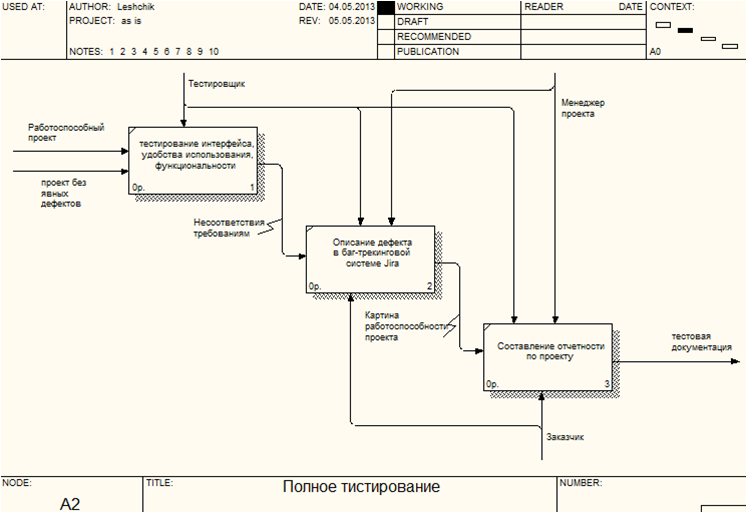 USED AT:
AUTHOR: Leshchik
DATE: 04.05.2013
WORKING
READER
DATE
CONTEXT:
PROJECT: as is
REV: 05.05.2013
DRAFT
RECOMMENDED
NOTES: 1 2 3 4 5 6 7 8 9 10
PUBLICATION
A0
Тестировщик
Менеджер
проекта
Работоспособный
проект
проект без
явных
дефектов
тестирование интерфейса,
удобства использования,
функциональности
0р.
1
Несоответствия
требованиям
Описание дефекта
в баг-трекинговой
системе Jira
0р.
2
Картина
работоспособности
проекта
Составление отчетности
по проекту
0р.
3
тестовая
документация
Заказчик
NODE:
A2
TITLE:
Полное тистирование
NUMBER: